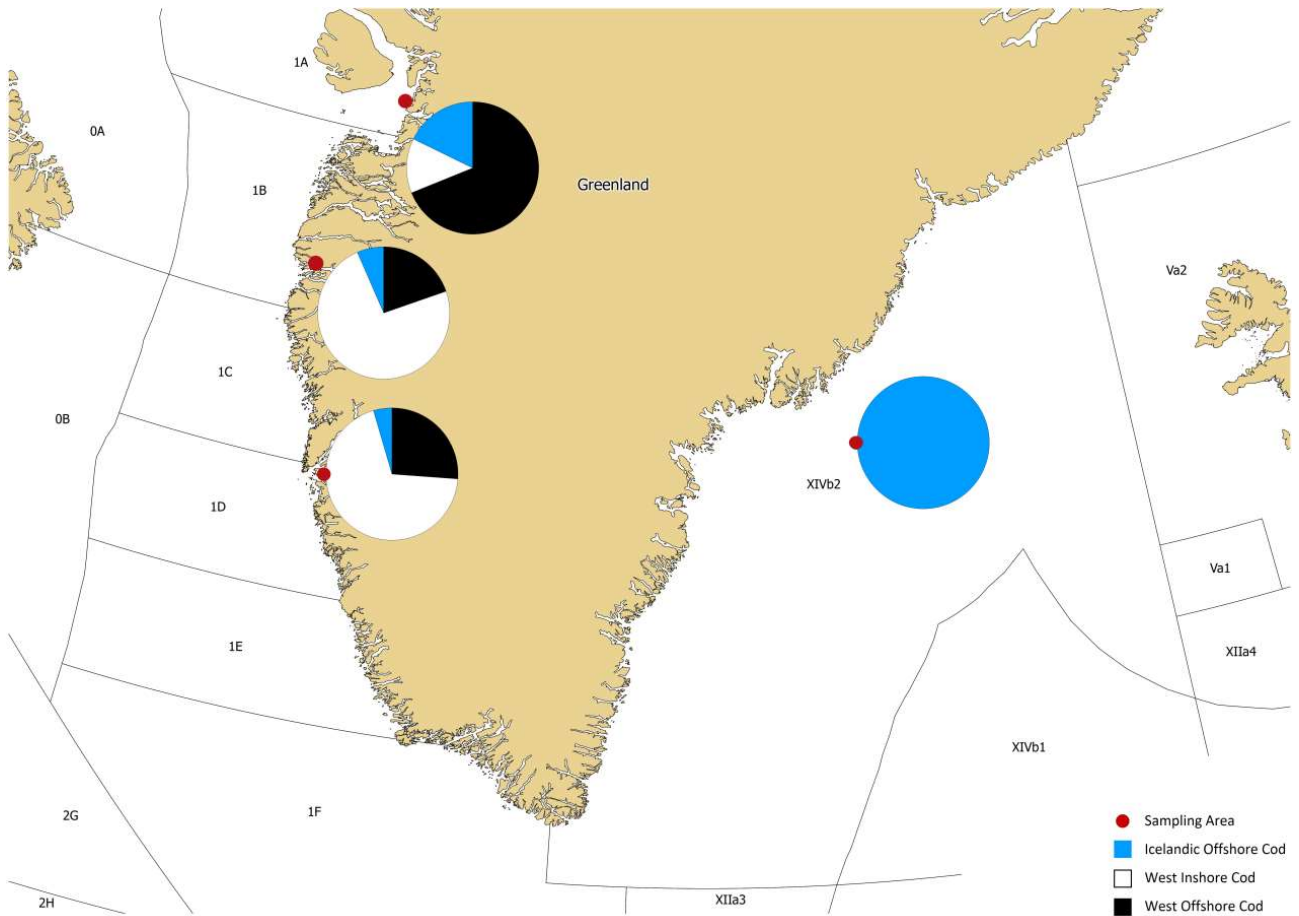 1A
0A
1B
Greenland
Va2
1C
0B
XIVb2
1D
Va1
1E
XIIa4
XIVb1
2G
1F
XIIa3
2H
Sampling Area
Icelandic Offshore Cod
West Inshore Cod
West Offshore Cod